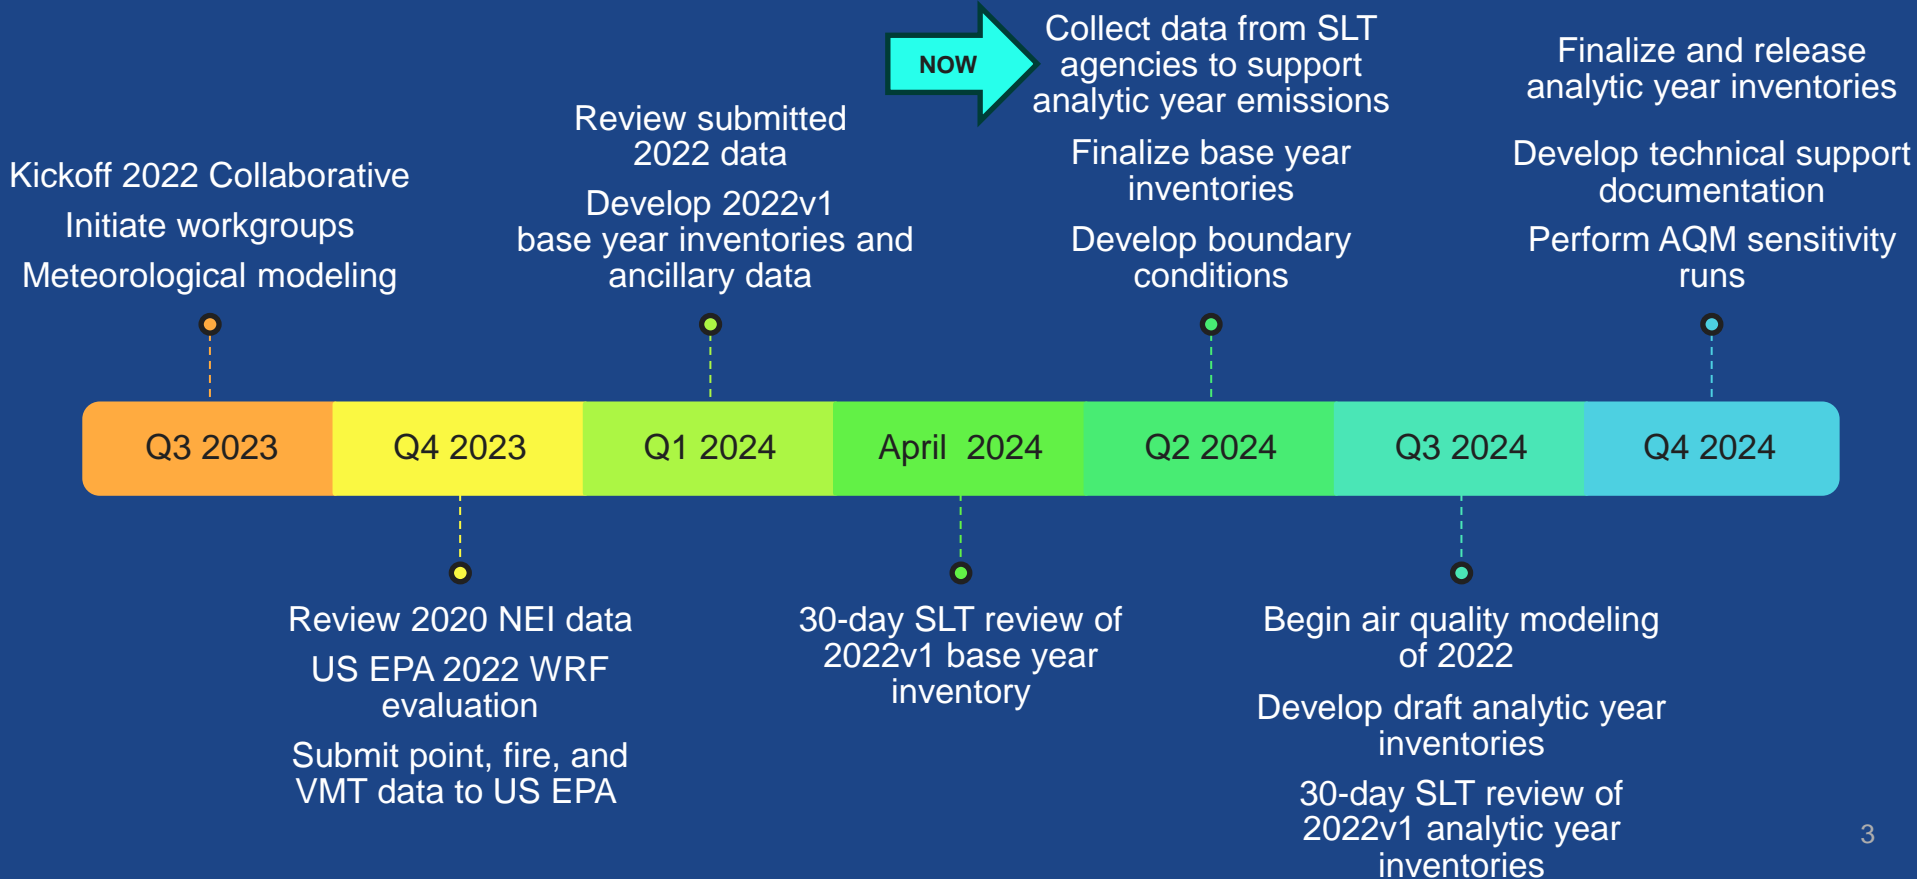 NOW
Collect data from SLT
agencies to support
analytic year emissions
Finalize base year
inventories
Develop boundary
conditions
Finalize and release
analytic year inventories
Develop technical support
documentation
Perform AQM sensitivity
runs
Review submitted
2022 data
Develop 2022v1
base year inventories and
ancillary data
Kickoff 2022 Collaborative
Initiate workgroups
Meteorological modeling
Q3 2023
Q4 2023
Q1 2024
April 2024
Q2 2024
Q3 2024
Q4 2024
Review 2020 NEI data
US EPA 2022 WRF
evaluation
Submit point, fire, and
VMT data to US EPA
30-day SLT review of
2022v1 base year
inventory
Begin air quality modeling
of 2022
Develop draft analytic year
inventories
30-day SLT review of
2022v1 analytic year
inventories
3